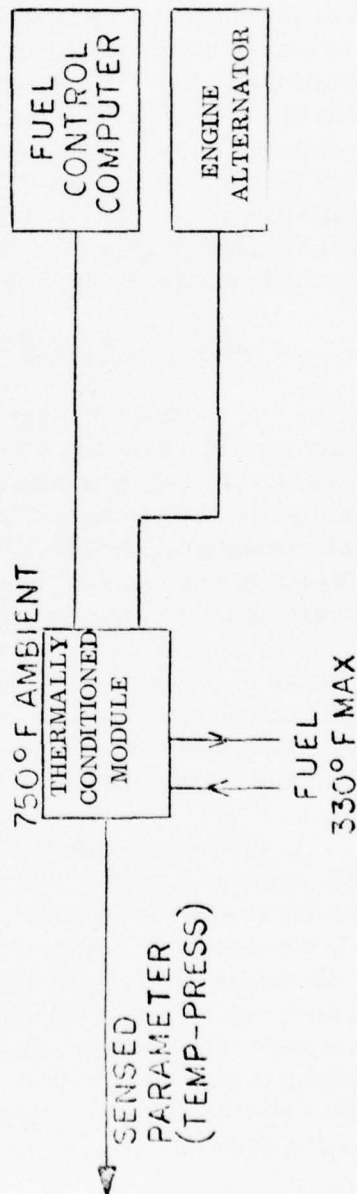 FUEL
CONTROL
COMPUTER
ENGINE
ALTERNATOR
750° F AMBIENT
THERMALLY
CONDITIONED
MODULE
FUEL
330° F MAX
SENSED
PARAMETER
(TEMP-PRESS)